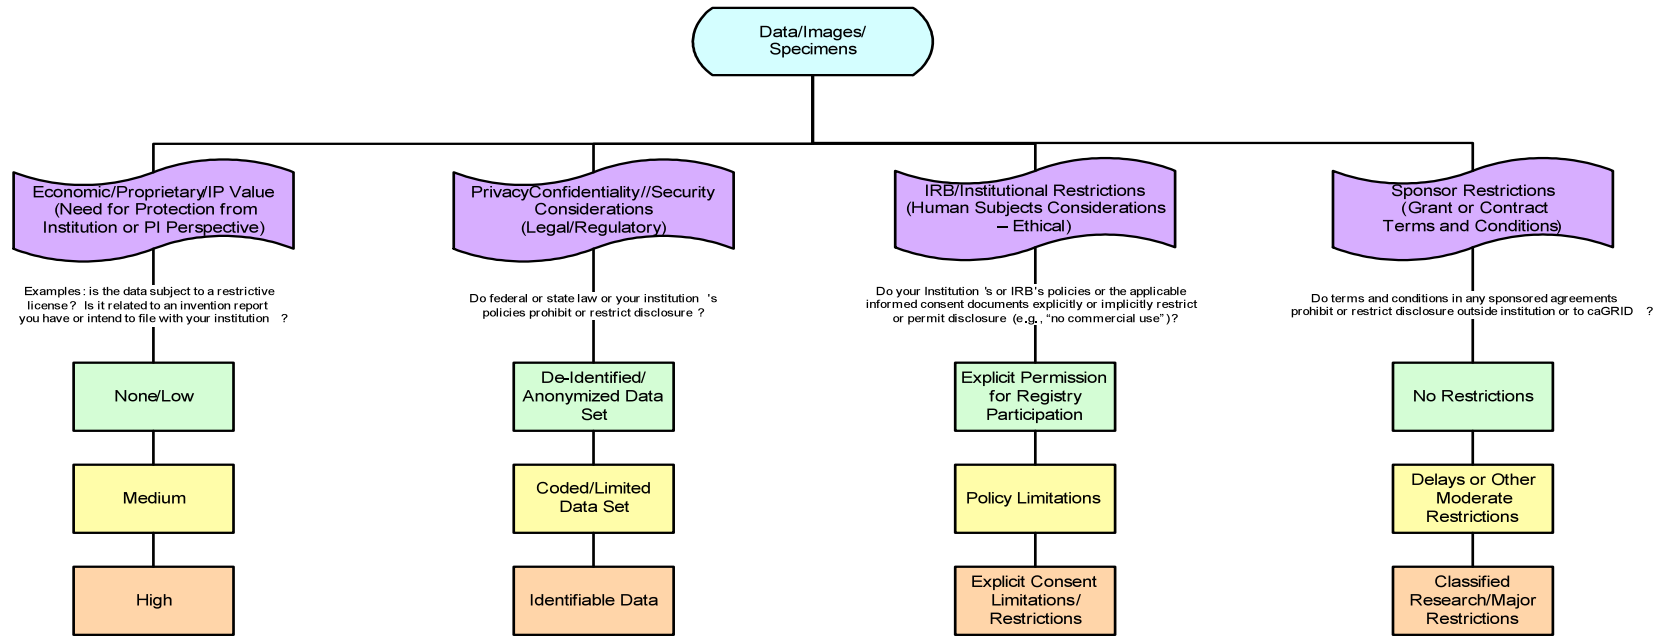 Data/Images/
Specimens
Economic/Proprietary/IP Value
(Need for Protection from
Institution or PI Perspective)
PrivacyConfidentiality//Security
Considerations
(Legal/Regulatory)
IRB/Institutional Restrictions
(Human Subjects Considerations
– Ethical)
Sponsor Restrictions
(Grant or Contract
Terms and Conditions)
Examples: is the data subject to a restrictive
license? Is it related to an invention report
you have or intend to file with your institution ?
Do federal or state law or your institution 's
policies prohibit or restrict disclosure ?
Do your Institution 's or IRB's policies or the applicable
informed consent documents explicitly or implicitly restrict
or permit disclosure (e.g., “no commercial use”)?
Do terms and conditions in any sponsored agreements
prohibit or restrict disclosure outside institution or to caGRID ?
None/Low
De-Identified/
Anonymized Data
Set
Explicit Permission
for Registry
Participation
No Restrictions
Medium
Coded/Limited
Data Set
Policy Limitations
Delays or Other
Moderate
Restrictions
High
Identifiable Data
Explicit Consent
Limitations/
Restrictions
Classified
Research/Major
Restrictions